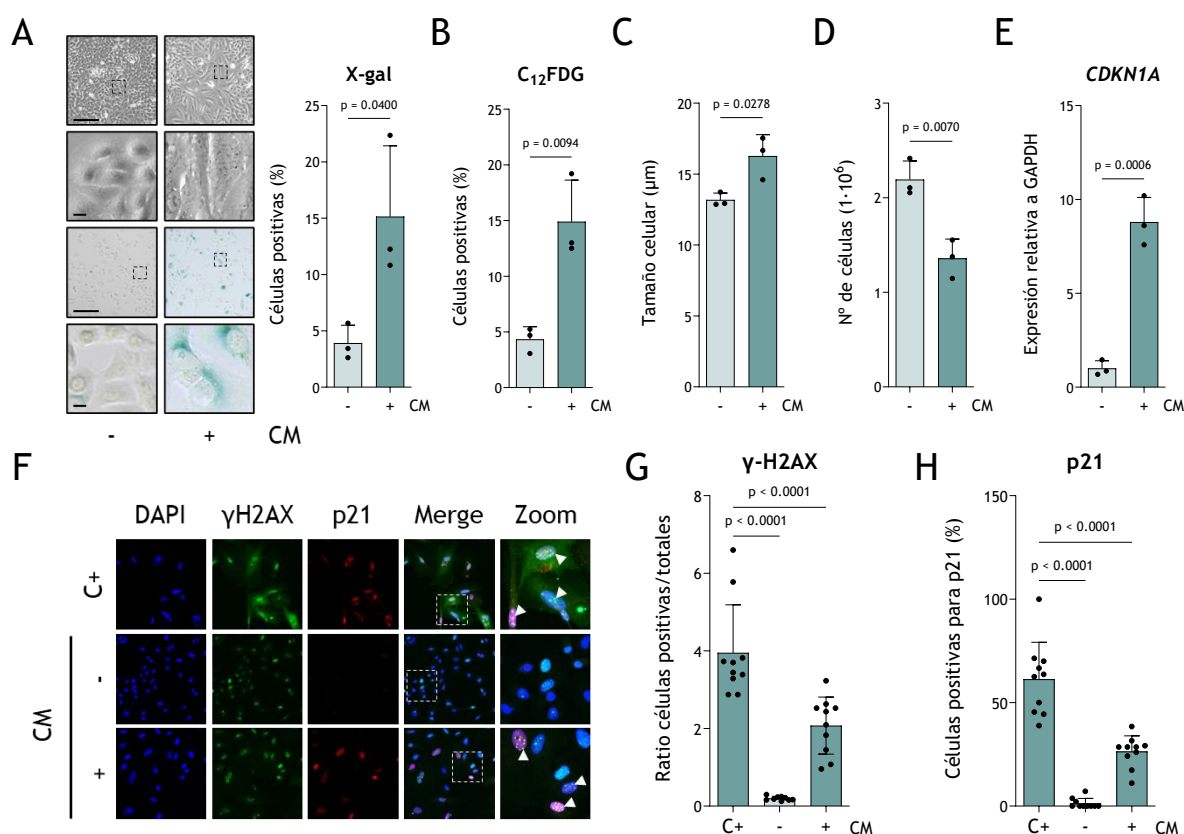 A
B
C
D
E
X-gal
C₁₂FDG
CDKN1A
Células positivas (%)
25
20
15
10
5
0
p = 0.0400
- + CM
- + CM
Células positivas (%)
25
20
15
10
5
0
p = 0.0094
- + CM
Tamaño celular (µm)
20
15
10
5
0
p = 0.0278
- + CM
Nº de células (1·10⁶)
3
2
1
0
p = 0.0070
- + CM
Expresión relativa a GAPDH
15
10
5
0
p = 0.0006
- + CM
F
DAPI γH2AX p21 Merge Zoom
C+
CM
-
+
G
γ-H2AX
Ratio células positivas/totales
8
6
4
2
0
p < 0.0001
p < 0.0001
C+ - + CM
H
p21
Células positivas para p21 (%)
150
100
50
0
p < 0.0001
p < 0.0001
C+ - + CM